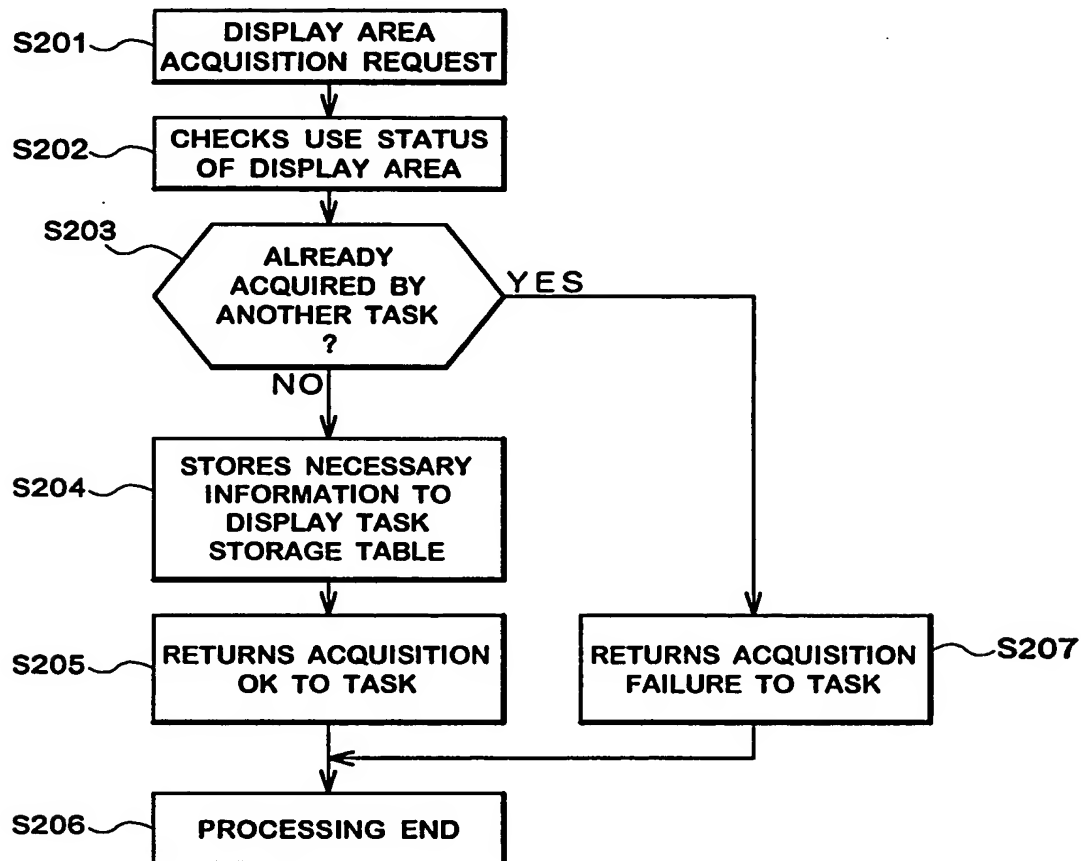 S201
DISPLAY AREA
ACQUISITION REQUEST
S202
CHECKS USE STATUS
OF DISPLAY AREA
S203
ALREADY
ACQUIRED BY
ANOTHER TASK
?
YES
NO
S204
STORES NECESSARY
INFORMATION TO
DISPLAY TASK
STORAGE TABLE
S205
RETURNS ACQUISITION
OK TO TASK
RETURNS ACQUISITION
FAILURE TO TASK
S207
S206
PROCESSING END